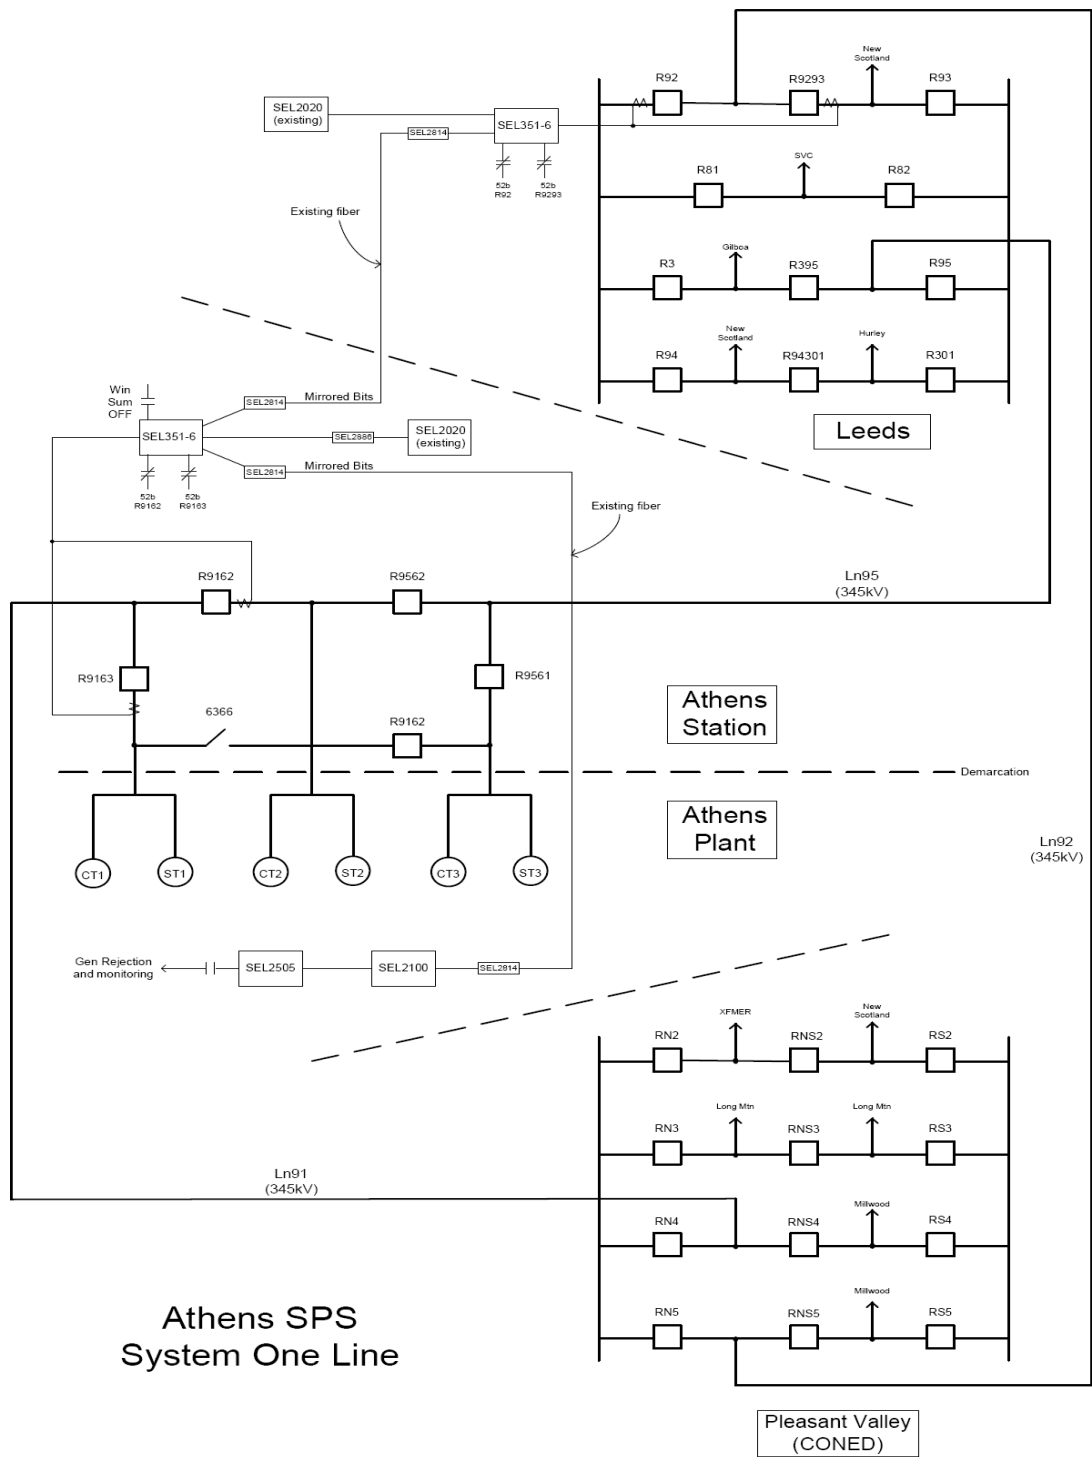 New
Scotland
R92
R9293
R93
SEL2020
(existing)
SEL351-6
SEL2814
52b
R92
52b
R9293
SVC
R81
R82
Existing fiber
Gilboa
R3
R395
R95
New
Scotland
Hurley
R94
R94301
R301
Leeds
Win
Sum
OFF
SEL2814
Mirrored Bits
SEL351-6
SEL2886
SEL2020
(existing)
SEL2814
Mirrored Bits
52b
R9162
52b
R9163
Existing fiber
Ln95
(345kV)
R9162
R9562
R9163
R9561
6366
R9162
Athens
Station
Demarcation
Athens
Plant
Ln92
(345kV)
CT1
ST1
CT2
ST2
CT3
ST3
Gen Rejection
and monitoring
SEL2505
SEL2100
SEL2814
XFMER
New
Scotland
RN2
RNS2
RS2
Long Mtn
Long Mtn
RN3
RNS3
RS3
Ln91
(345kV)
Millwood
RN4
RNS4
RS4
Millwood
RN5
RNS5
RS5
Athens SPS
System One Line
Pleasant Valley
(CONED)